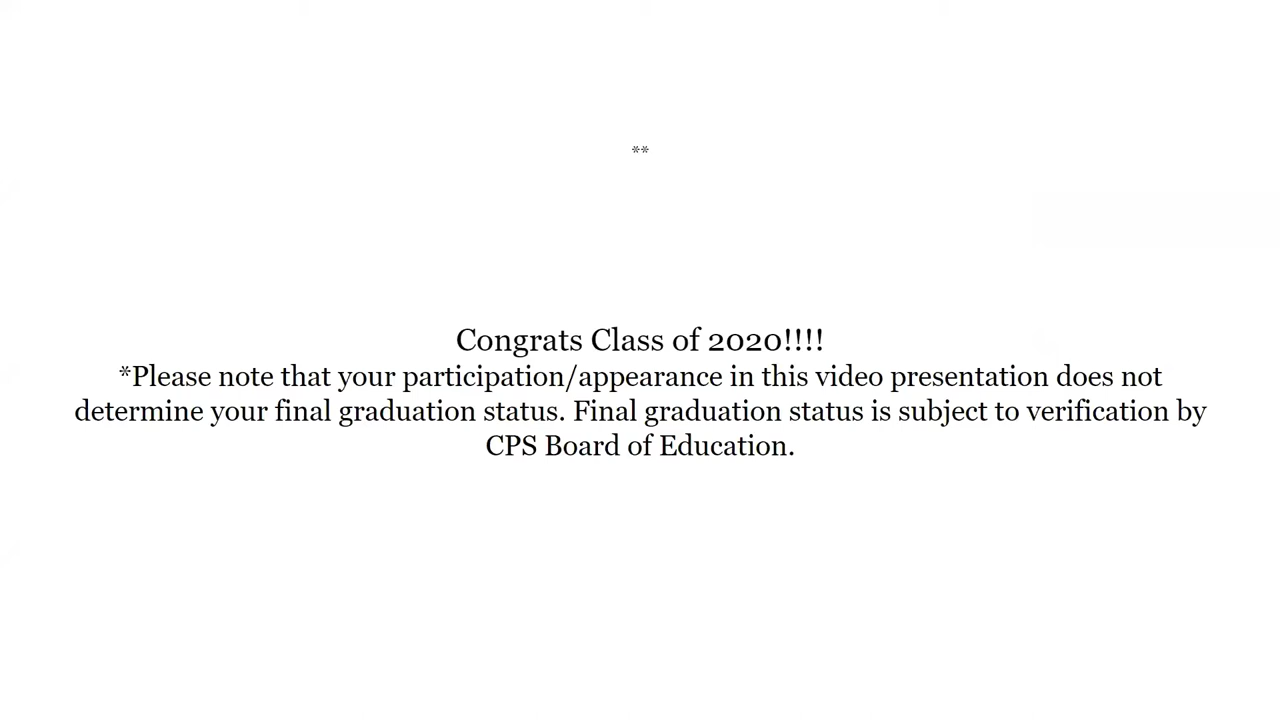 **
Congrats Class of 2020!!!!
*Please note that your participation/appearance in this video presentation does not
determine your final graduation status. Final graduation status is subject to verification by
CPS Board of Education.